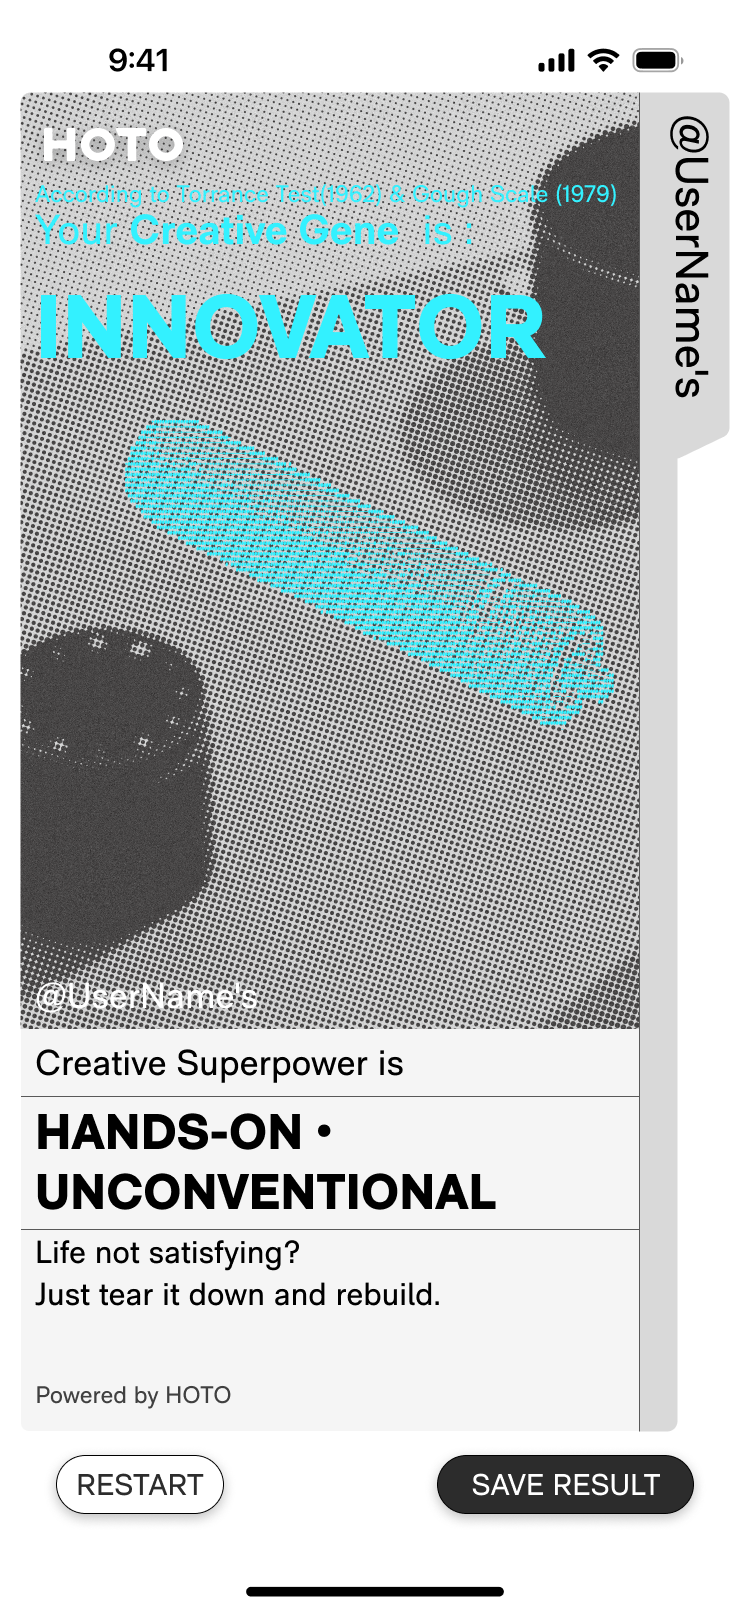 9:41
HOTO
According to Torrance Test(1962) & Gough Scale (1979)
Your Creative Gene is :
INNOVATOR
@UserName's
@UserName's
Creative Superpower is
HANDS-ON •
UNCONVENTIONAL
Life not satisfying?
Just tear it down and rebuild.
Powered by HOTO
RESTART
SAVE RESULT